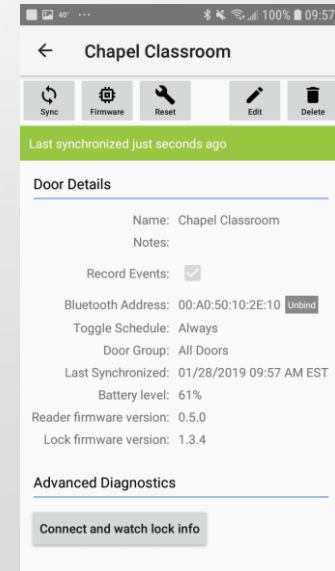 40° ... 100% 09:57
Chapel Classroom
Sync Firmware Reset Edit Delete
Last synchronized just seconds ago
Door Details
Name: Chapel Classroom
Notes:
Record Events:
Bluetooth Address: 00:A0:50:10:2E:10 Unbind
Toggle Schedule: Always
Door Group: All Doors
Last Synchronized: 01/28/2019 09:57 AM EST
Battery level: 61%
Reader firmware version: 0.5.0
Lock firmware version: 1.3.4
Advanced Diagnostics
Connect and watch lock info